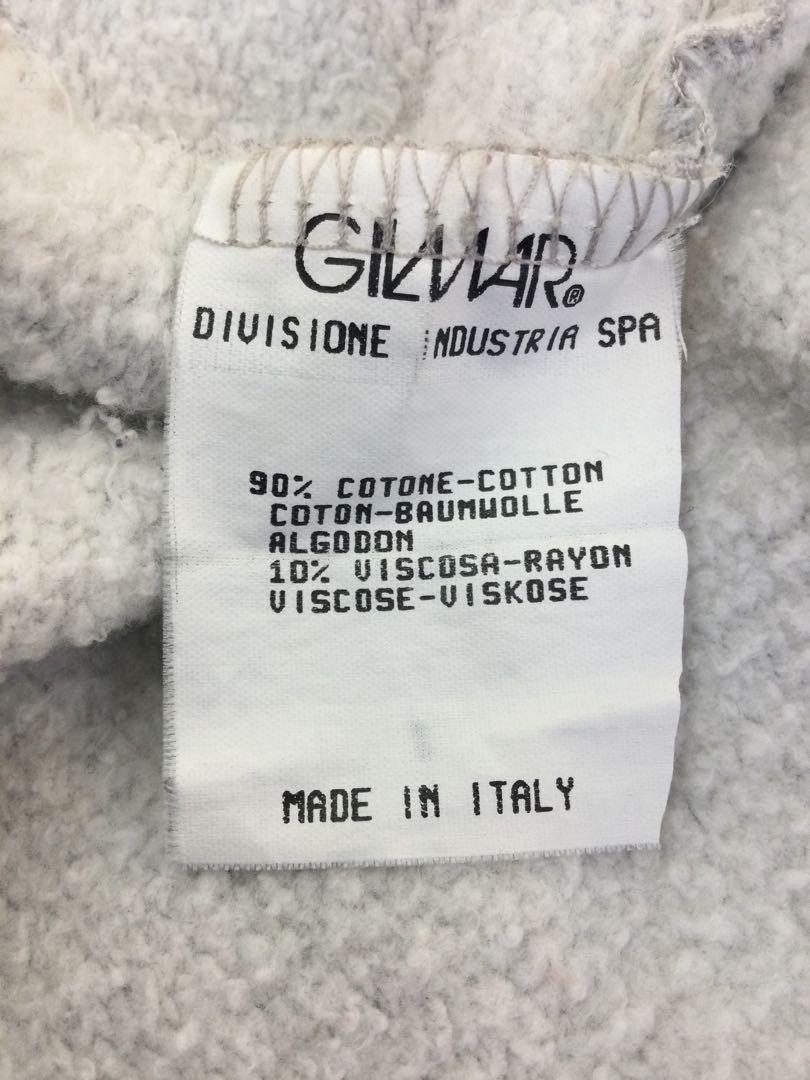 GILMAR®
DIVISIONE INDUSTRIA SPA
90% COTONE-COTTON
COTON-BAUMWOLLE
ALGODON
10% VISCOSA-RAYON
VISCOSE-VISKOSE
MADE IN ITALY